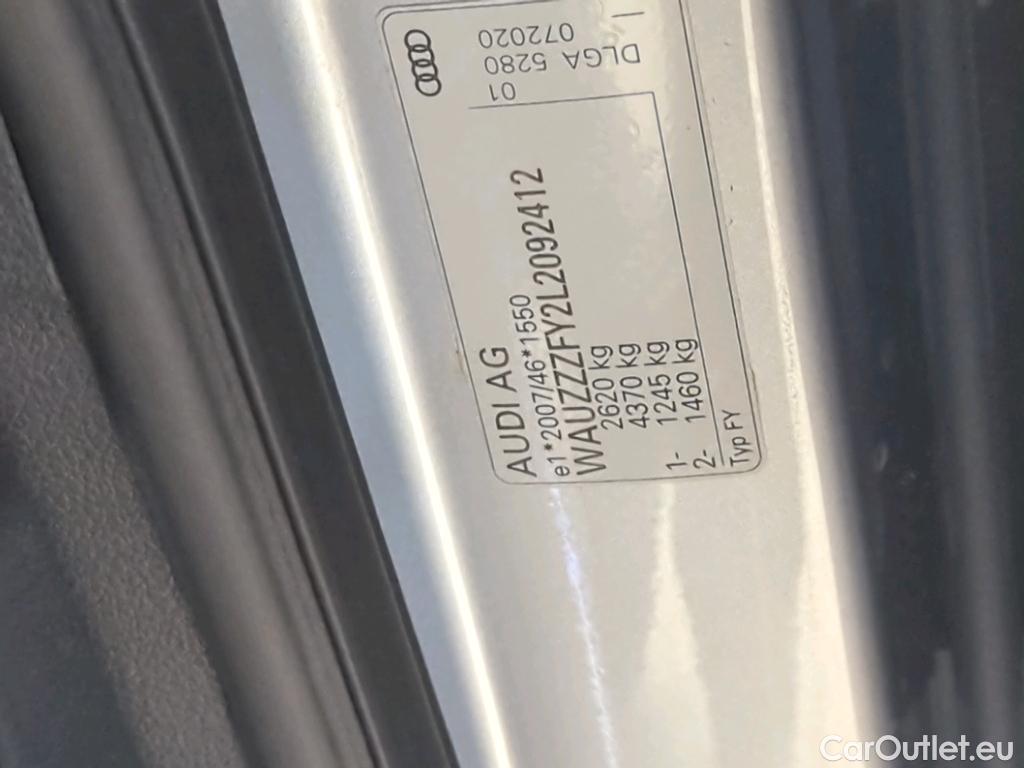 AUDI AG
e1*2007/46*1550
WAUZZZFY2L2092412
2620 kg
4370 kg
1- 1245 kg
2- 1460 kg
Typ FY
01
DLGA 5280
072020
CarOutlet.eu